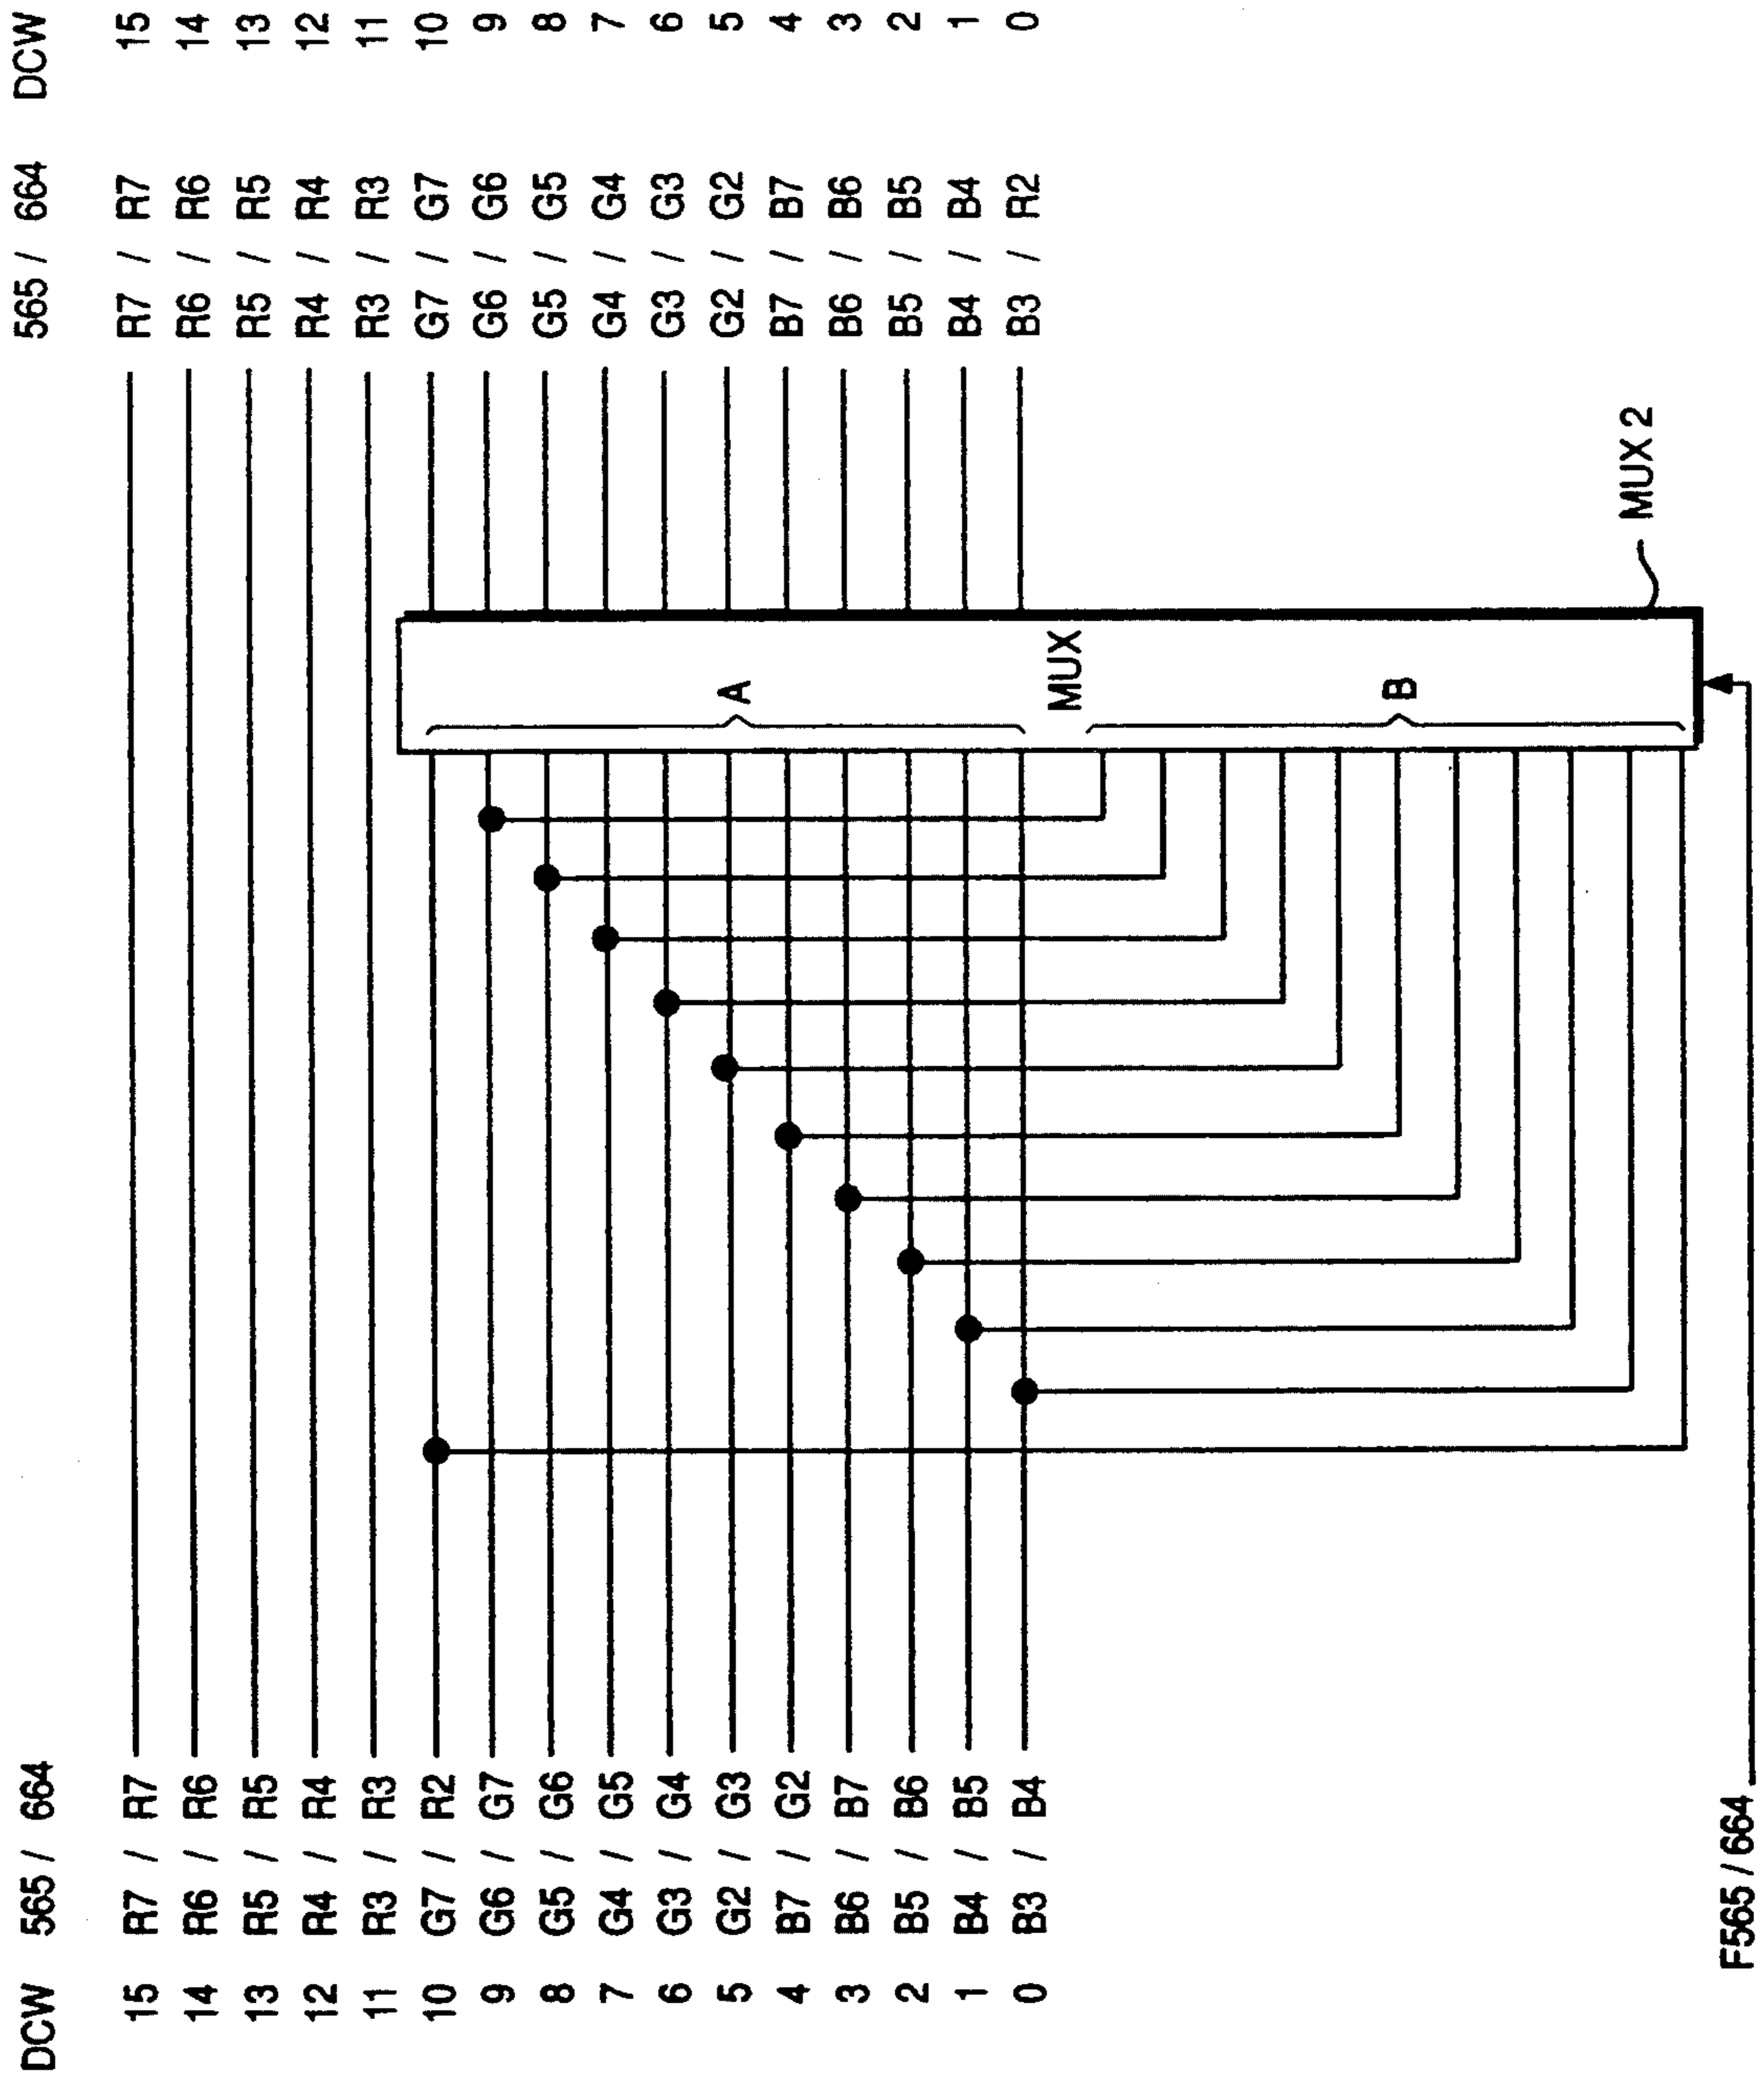 DCW 565 / 664
15 R7 / R7
14 R6 / R6
13 R5 / R5
12 R4 / R4
11 R3 / R3
10 G7 / R2
9 G6 / G7
8 G5 / G6
7 G4 / G5
6 G3 / G4
5 G2 / G3
4 B7 / G2
3 B6 / B7
2 B5 / B6
1 B4 / B5
0 B3 / B4
F565 / 664
A
MUX
B
MUX 2
565 / 664 DCW
R7 / R7 15
R6 / R6 14
R5 / R5 13
R4 / R4 12
R3 / R3 11
G7 / G7 10
G6 / G6 9
G5 / G5 8
G4 / G4 7
G3 / G3 6
G2 / G2 5
B7 / B7 4
B6 / B6 3
B5 / B5 2
B4 / B4 1
B3 / R2 0